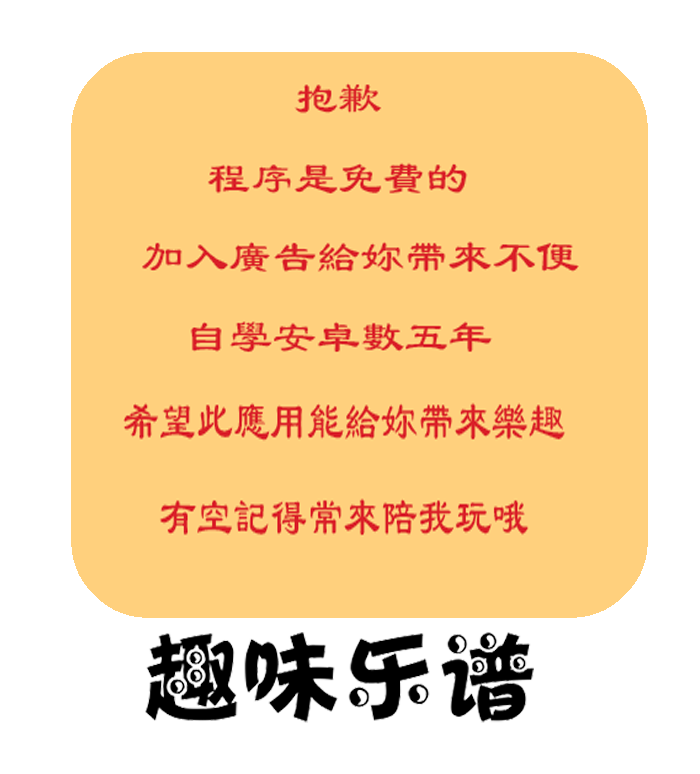 抱歉
程序是免費的
加入廣告給妳帶來不便
自學安卓數五年
希望此應用能給妳帶來樂趣
有空記得常來陪我玩哦
趣味乐谱